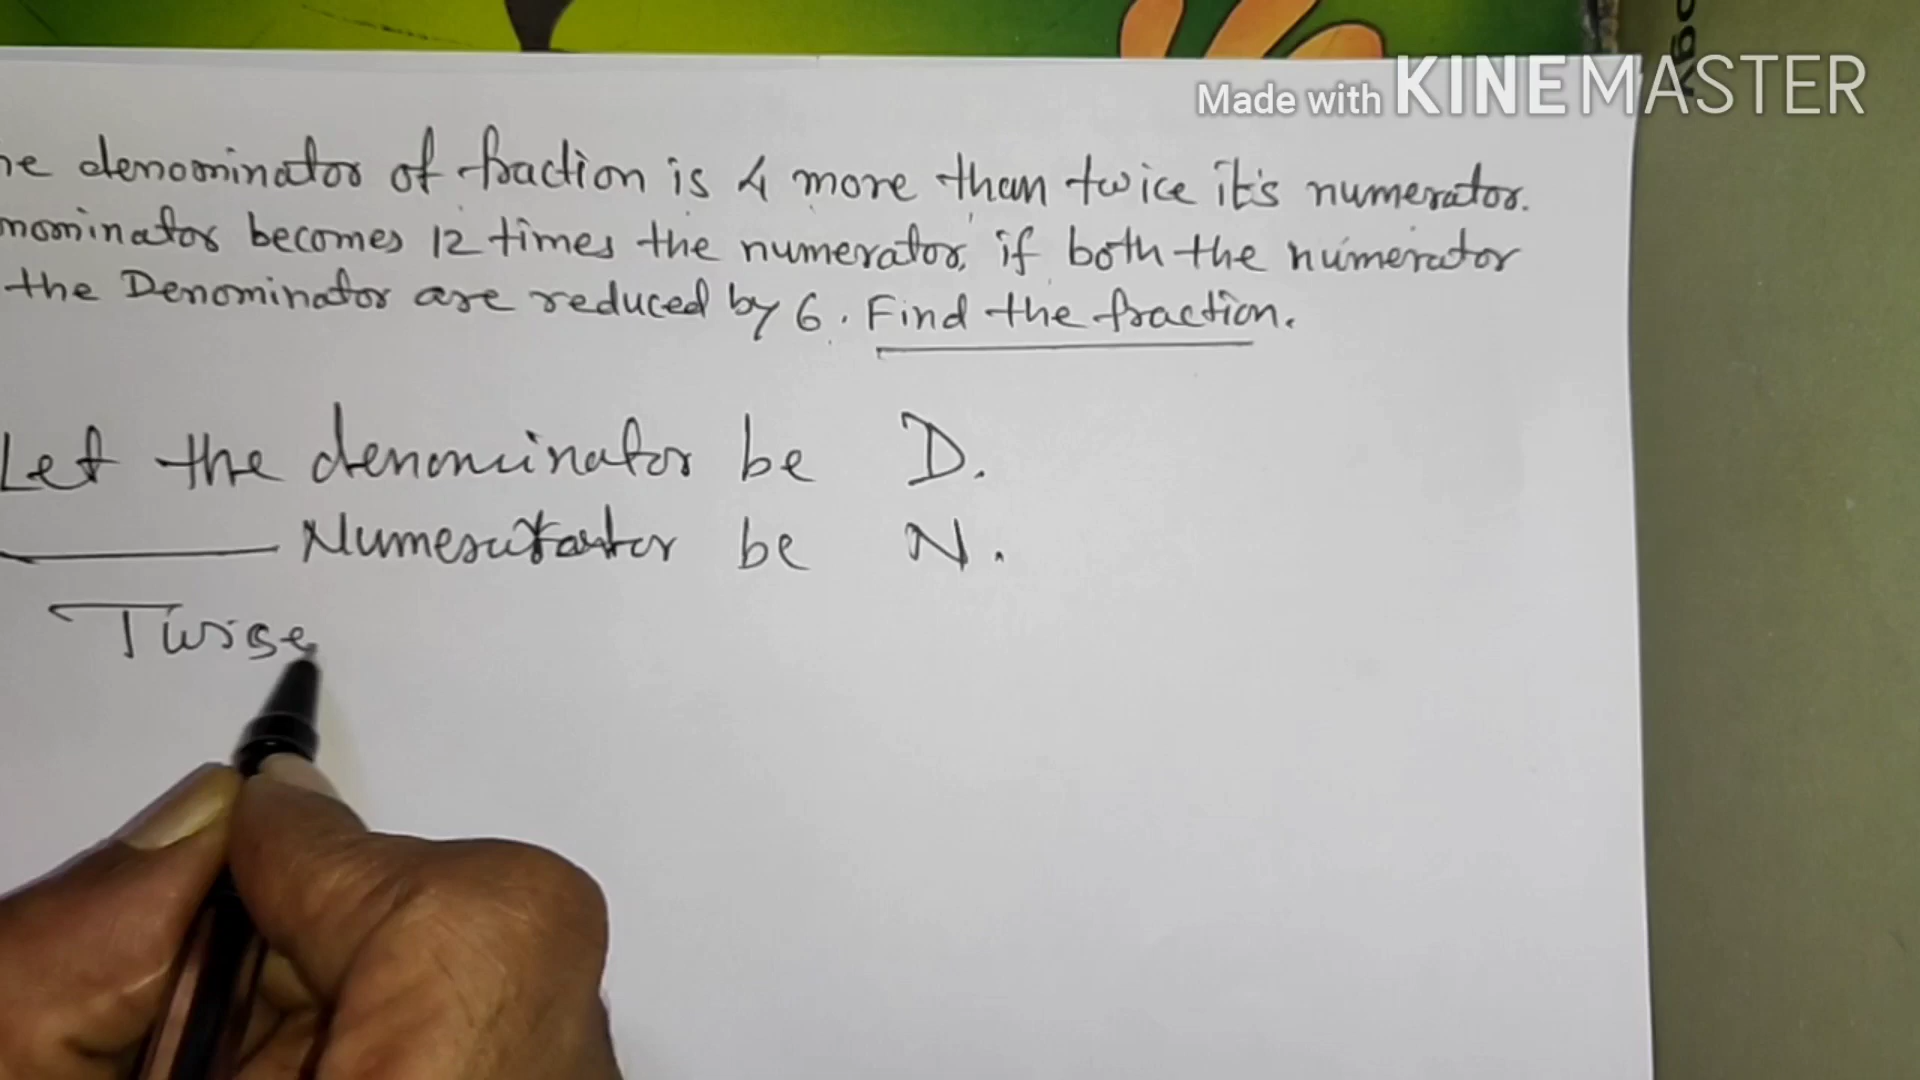 Made with KINEMASTER
he denominator of fraction is 4 more than twice it's numerator.
nominator becomes 12 times the numerator, if both the numerator
the Denominator are reduced by 6. Find the fraction.
Let the denominator be D.
Numerator be N.
Twise